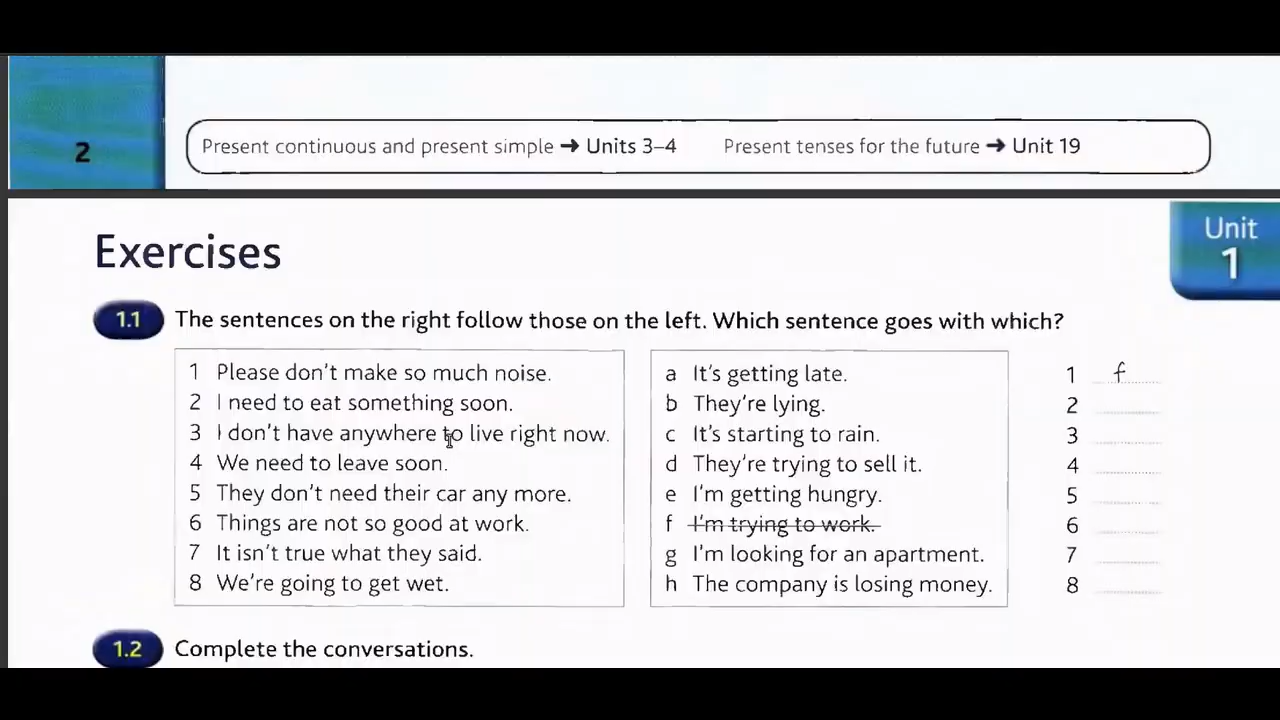 2
Present continuous and present simple → Units 3–4 Present tenses for the future → Unit 19
Exercises
Unit
1
1.1 The sentences on the right follow those on the left. Which sentence goes with which?
1 Please don't make so much noise.
2 I need to eat something soon.
3 I don't have anywhere to live right now.
4 We need to leave soon.
5 They don't need their car any more.
6 Things are not so good at work.
7 It isn't true what they said.
8 We're going to get wet.
a It's getting late.
b They're lying.
c It's starting to rain.
d They're trying to sell it.
e I'm getting hungry.
f I'm trying to work.
g I'm looking for an apartment.
h The company is losing money.
1 f
2
3
4
5
6
7
8
1.2 Complete the conversations.